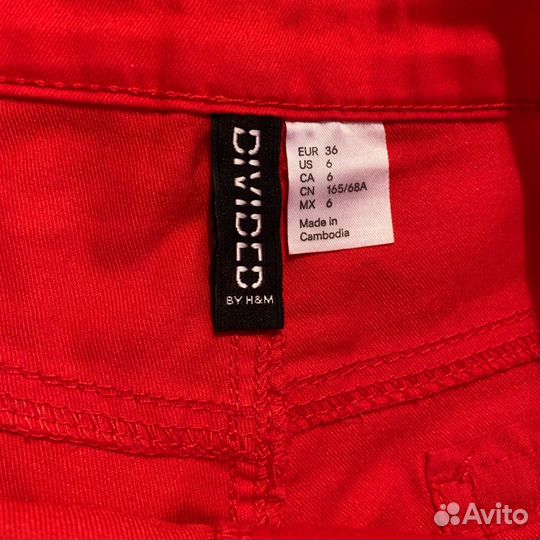 DIVIDED
BY H&M
EUR 36
US 6
CA 6
CN 165/68A
MX 6
Made in
Cambodia
Avito